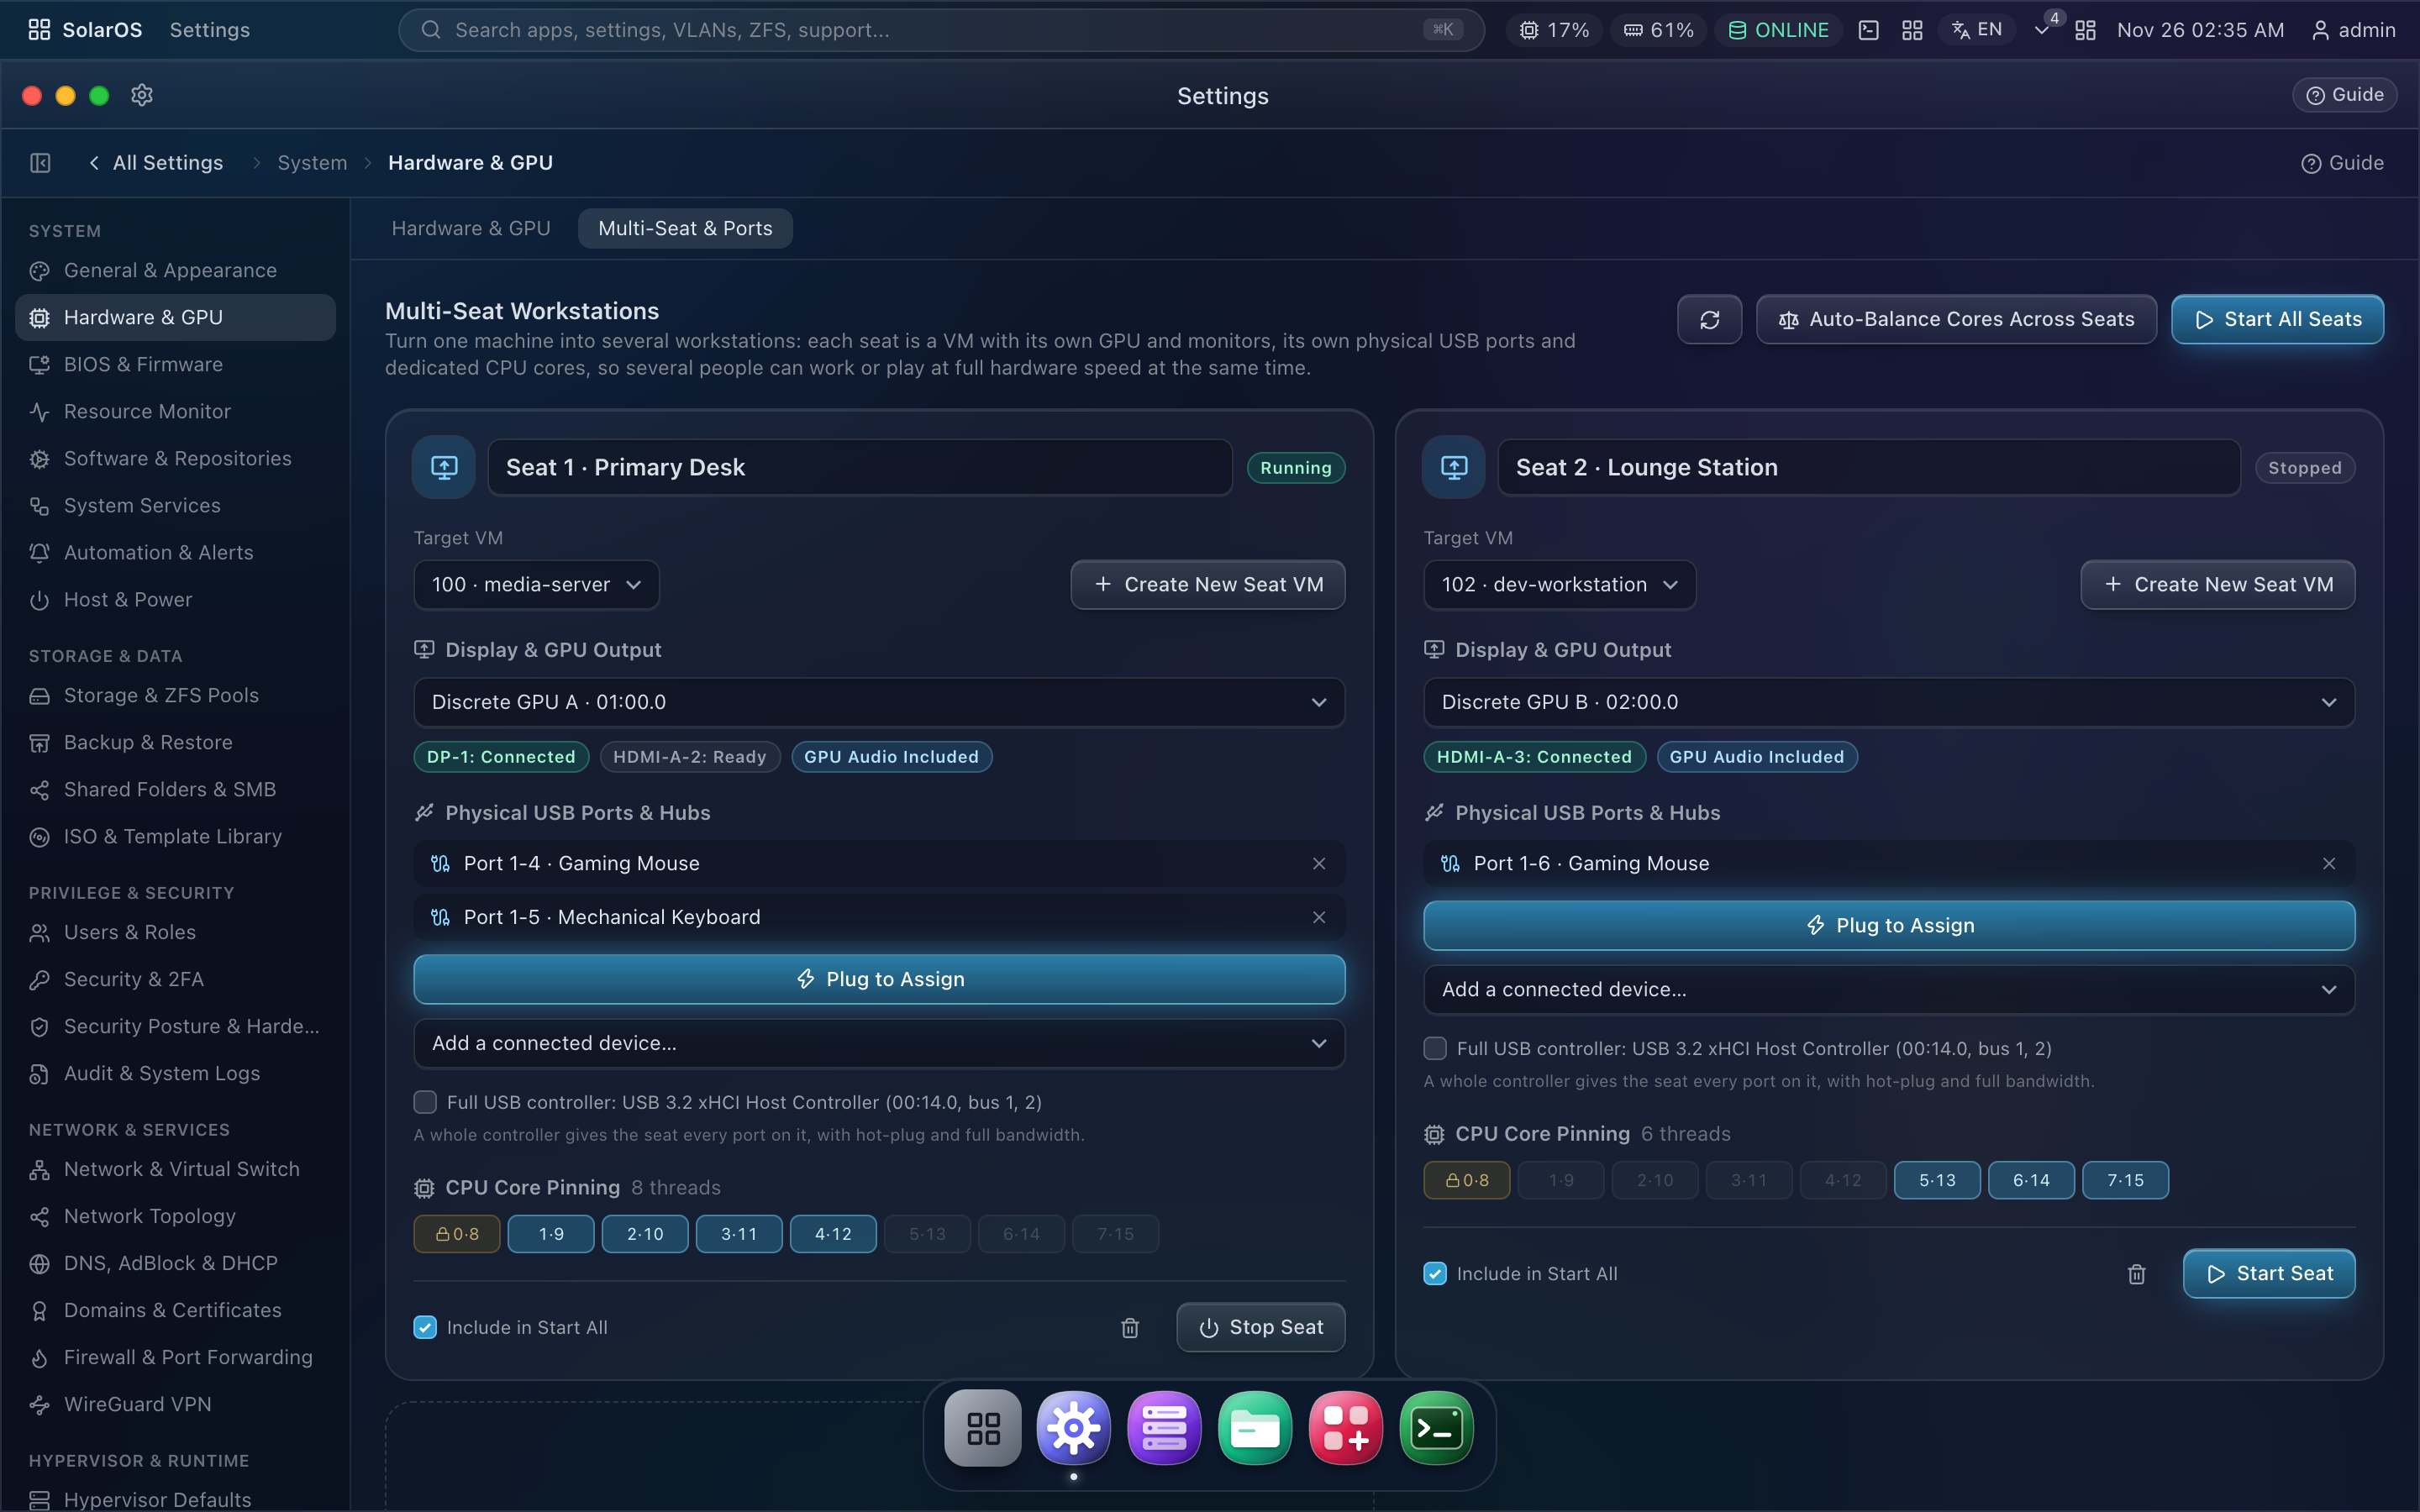 SolarOS Settings Search apps, settings, VLANs, ZFS, support... ⌘K 17% 61% ONLINE EN 4 Nov 26 02:35 AM admin
Settings Guide
All Settings System Hardware & GPU Guide
SYSTEM
General & Appearance
Hardware & GPU
BIOS & Firmware
Resource Monitor
Software & Repositories
System Services
Automation & Alerts
Host & Power
STORAGE & DATA
Storage & ZFS Pools
Backup & Restore
Shared Folders & SMB
ISO & Template Library
PRIVILEGE & SECURITY
Users & Roles
Security & 2FA
Security Posture & Harde...
Audit & System Logs
NETWORK & SERVICES
Network & Virtual Switch
Network Topology
DNS, AdBlock & DHCP
Domains & Certificates
Firewall & Port Forwarding
WireGuard VPN
HYPERVISOR & RUNTIME
Hypervisor Defaults
Hardware & GPU Multi-Seat & Ports
Multi-Seat Workstations
Turn one machine into several workstations: each seat is a VM with its own GPU and monitors, its own physical USB ports and
dedicated CPU cores, so several people can work or play at full hardware speed at the same time.
Auto-Balance Cores Across Seats Start All Seats
Seat 1 · Primary Desk Running
Target VM
100 · media-server Create New Seat VM
Display & GPU Output
Discrete GPU A · 01:00.0
DP-1: Connected HDMI-A-2: Ready GPU Audio Included
Physical USB Ports & Hubs
Port 1-4 · Gaming Mouse
Port 1-5 · Mechanical Keyboard
Plug to Assign
Add a connected device...
Full USB controller: USB 3.2 xHCI Host Controller (00:14.0, bus 1, 2)
A whole controller gives the seat every port on it, with hot-plug and full bandwidth.
CPU Core Pinning 8 threads
0·8 1·9 2·10 3·11 4·12 5·13 6·14 7·15
Include in Start All Stop Seat
Seat 2 · Lounge Station Stopped
Target VM
102 · dev-workstation Create New Seat VM
Display & GPU Output
Discrete GPU B · 02:00.0
HDMI-A-3: Connected GPU Audio Included
Physical USB Ports & Hubs
Port 1-6 · Gaming Mouse
Plug to Assign
Add a connected device...
Full USB controller: USB 3.2 xHCI Host Controller (00:14.0, bus 1, 2)
A whole controller gives the seat every port on it, with hot-plug and full bandwidth.
CPU Core Pinning 6 threads
0·8 1·9 2·10 3·11 4·12 5·13 6·14 7·15
Include in Start All Start Seat